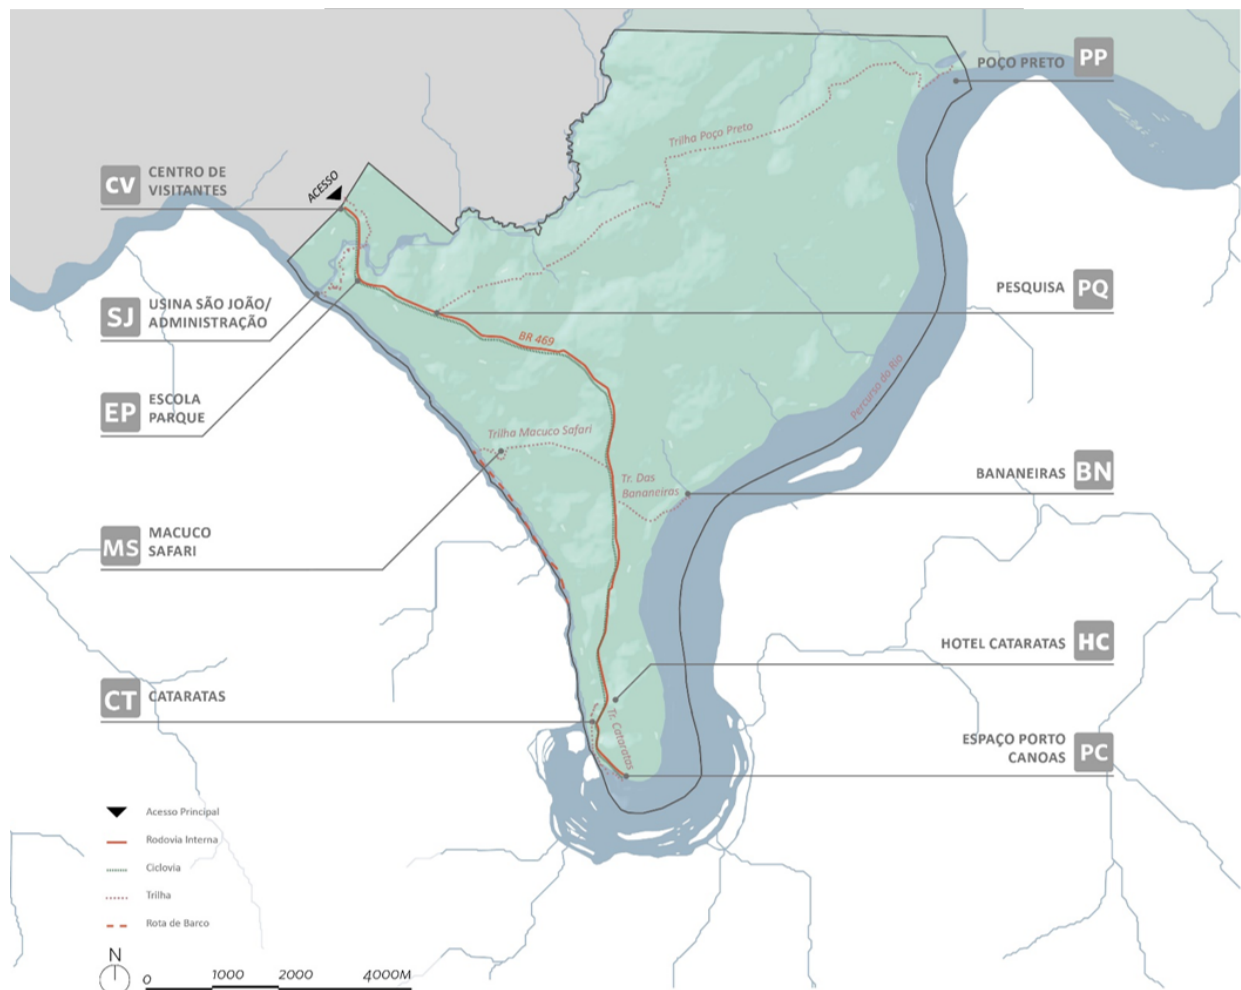 POÇO PRETO
PP
Trilha Poço Preto
CV
CENTRO DE
VISITANTES
ACESSO
SJ
USINA SÃO JOÃO/
ADMINISTRAÇÃO
PESQUISA
PQ
BR 469
Percurso do Rio
EP
ESCOLA
PARQUE
Trilha Macuco Safari
Tr. Das
Bananeiras
BANANEIRAS
BN
MS
MACUCO
SAFARI
HOTEL CATARATAS
HC
CT
CATARATAS
Tr. Cataratas
ESPAÇO PORTO
CANOAS
PC
Acesso Principal
Rodovia Interna
Ciclovia
Trilha
Rota de Barco
N
0 1000 2000 4000M